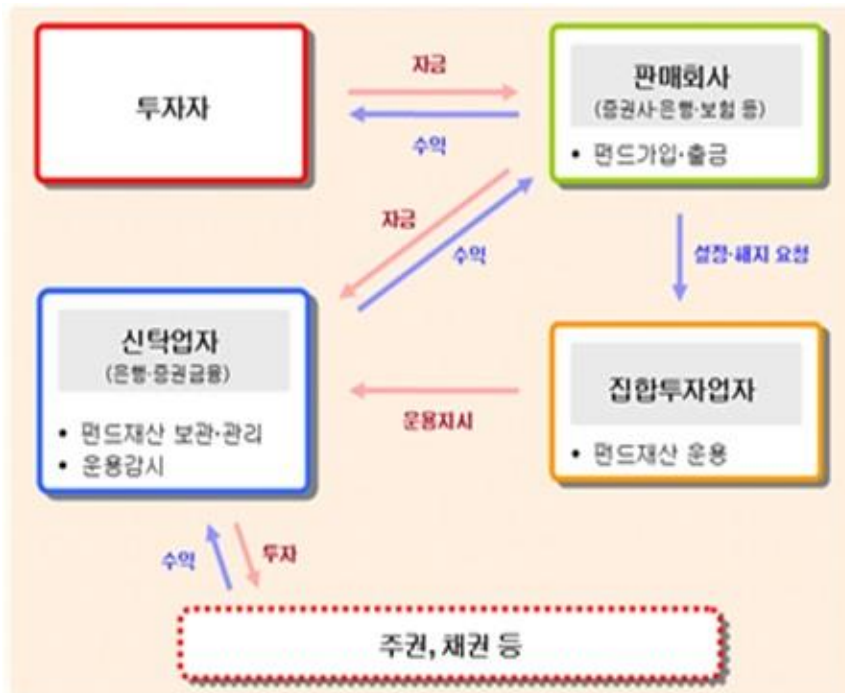 투자자
자금
수익
판매회사
(증권사·은행·보험 등)
• 펀드가입·출금
자금
수익
설정·해지 요청
신탁업자
(은행·증권금융)
• 펀드재산 보관·관리
• 운용감시
운용지시
집합투자업자
• 펀드재산 운용
수익
투자
주권, 채권 등